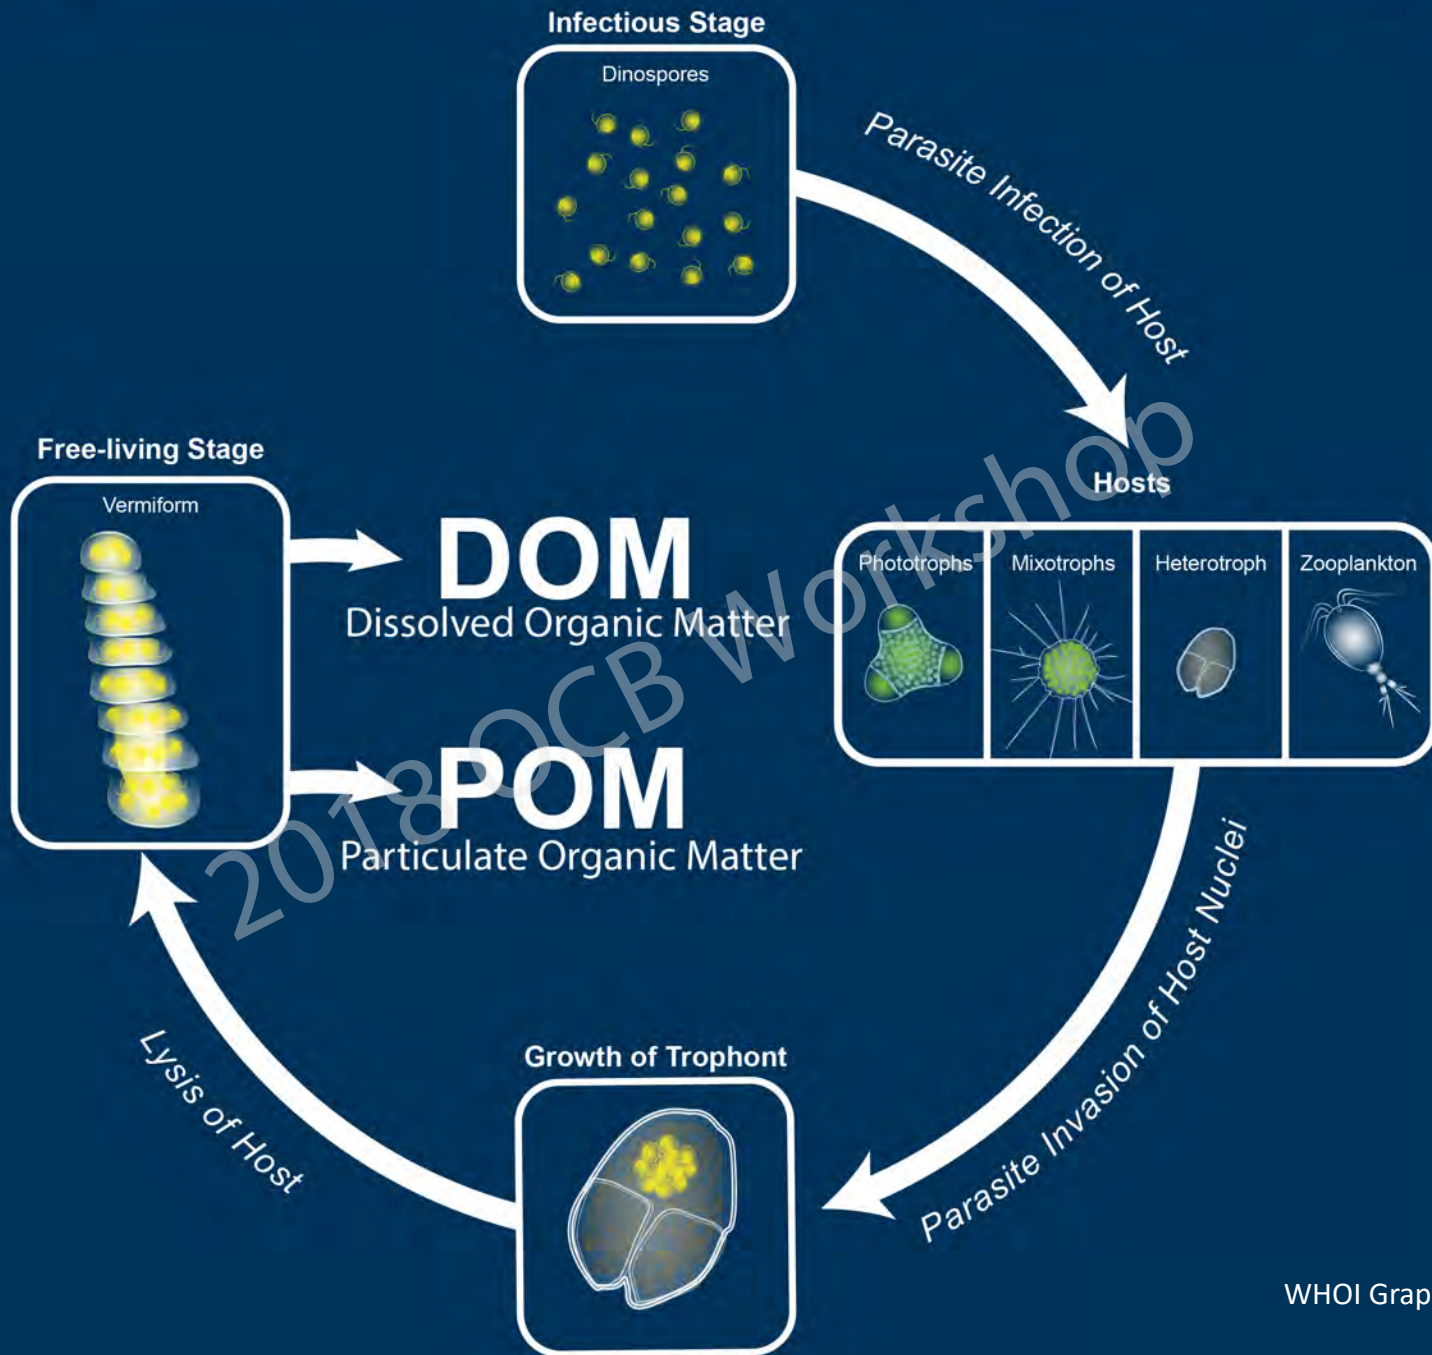 Infectious Stage
Dinospores
Parasite Infection of Host
Free-living Stage
Vermiform
DOM
Dissolved Organic Matter
POM
Particulate Organic Matter
Hosts
Phototrophs
Mixotrophs
Heterotroph
Zooplankton
Parasite Invasion of Host Nuclei
Growth of Trophont
Lysis of Host
2018 OCB Workshop
WHOI Grap